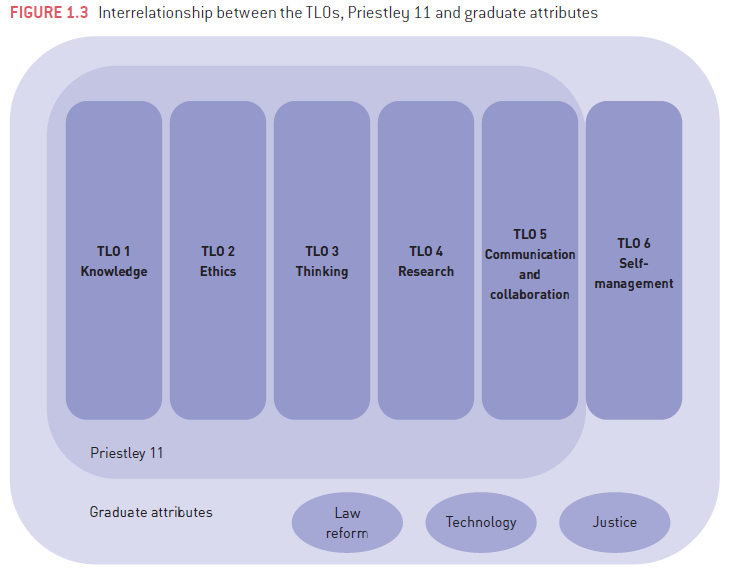 FIGURE 1.3 Interrelationship between the TLOs, Priestley 11 and graduate attributes
TLO 1
Knowledge
TLO 2
Ethics
TLO 3
Thinking
TLO 4
Research
TLO 5
Communication
and
collaboration
TLO 6
Self-
management
Priestley 11
Graduate attributes
Law
reform
Technology
Justice